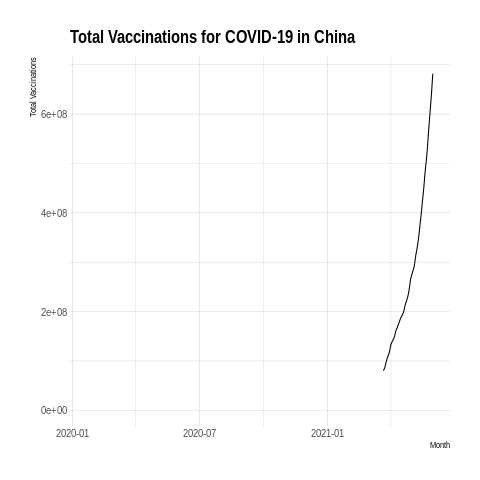 Total Vaccinations for COVID-19 in China
Total Vaccinations
6e+08
4e+08
2e+08
0e+00
2020-01
2020-07
2021-01
Month